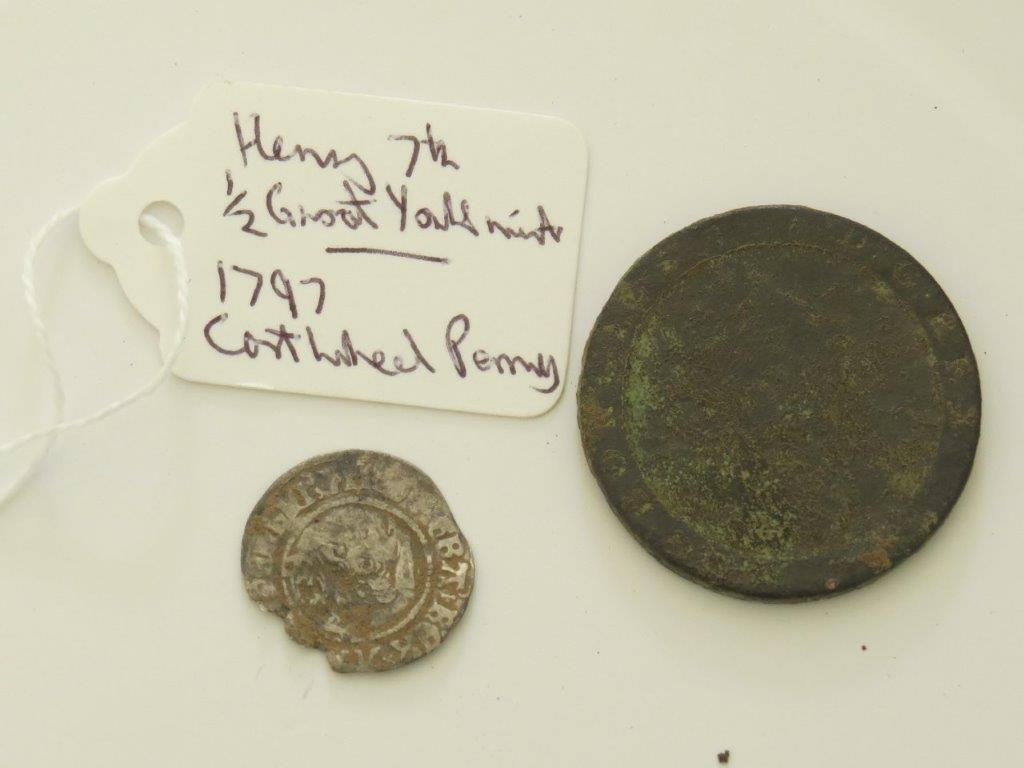 Henry 7th
1/2 Groat York mint
1797
Cartwheel Penny